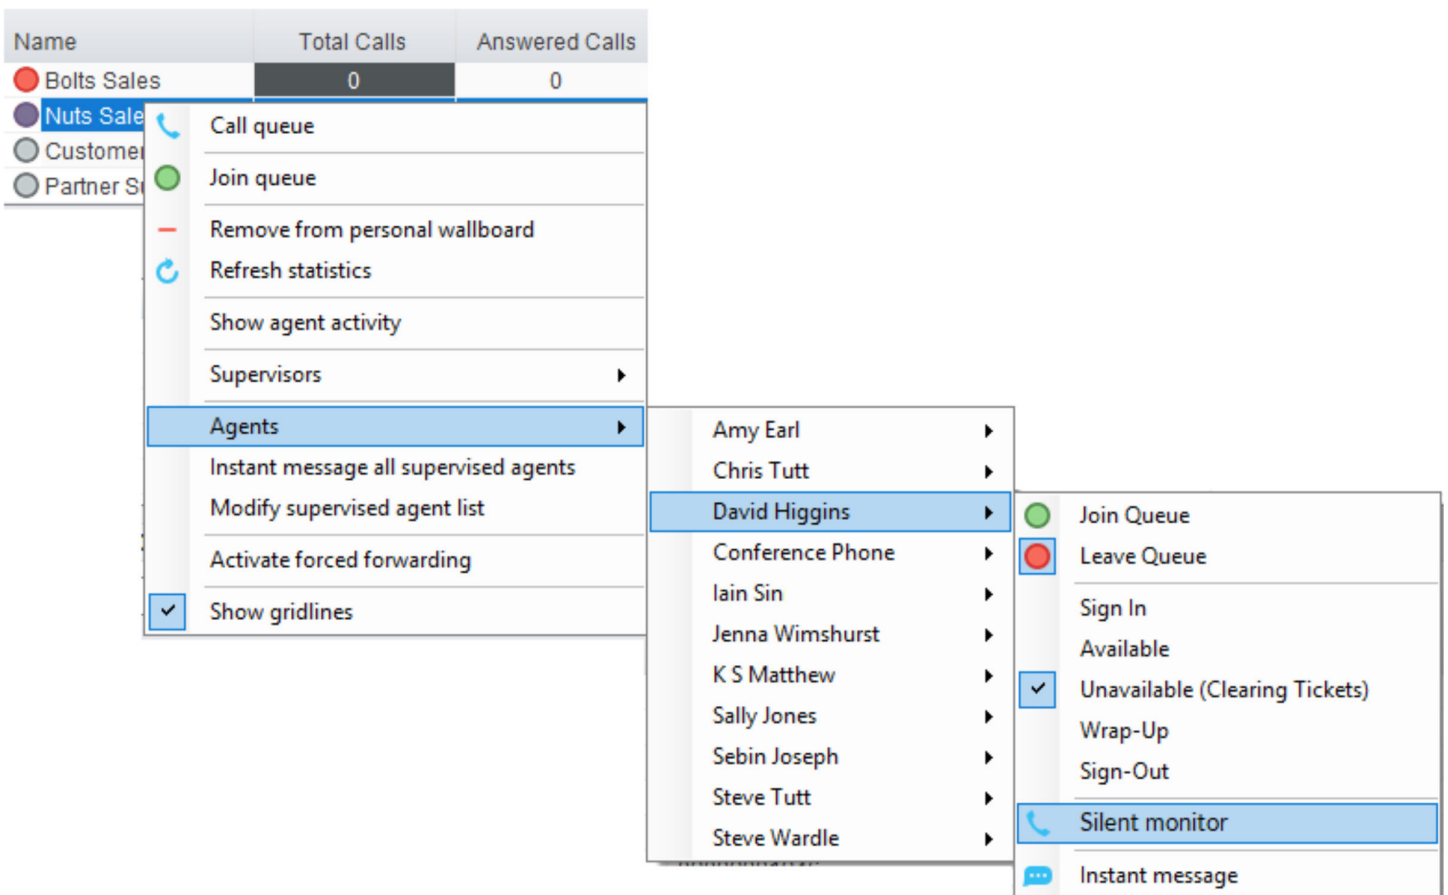 Name Total Calls Answered Calls
Bolts Sales 0 0
Nuts Sale
Customer
Partner S
Call queue
Join queue
Remove from personal wallboard
Refresh statistics
Show agent activity
Supervisors
Agents
Instant message all supervised agents
Modify supervised agent list
Activate forced forwarding
Show gridlines
Amy Earl
Chris Tutt
David Higgins
Conference Phone
Iain Sin
Jenna Wimshurst
K S Matthew
Sally Jones
Sebin Joseph
Steve Tutt
Steve Wardle
Join Queue
Leave Queue
Sign In
Available
Unavailable (Clearing Tickets)
Wrap-Up
Sign-Out
Silent monitor
Instant message